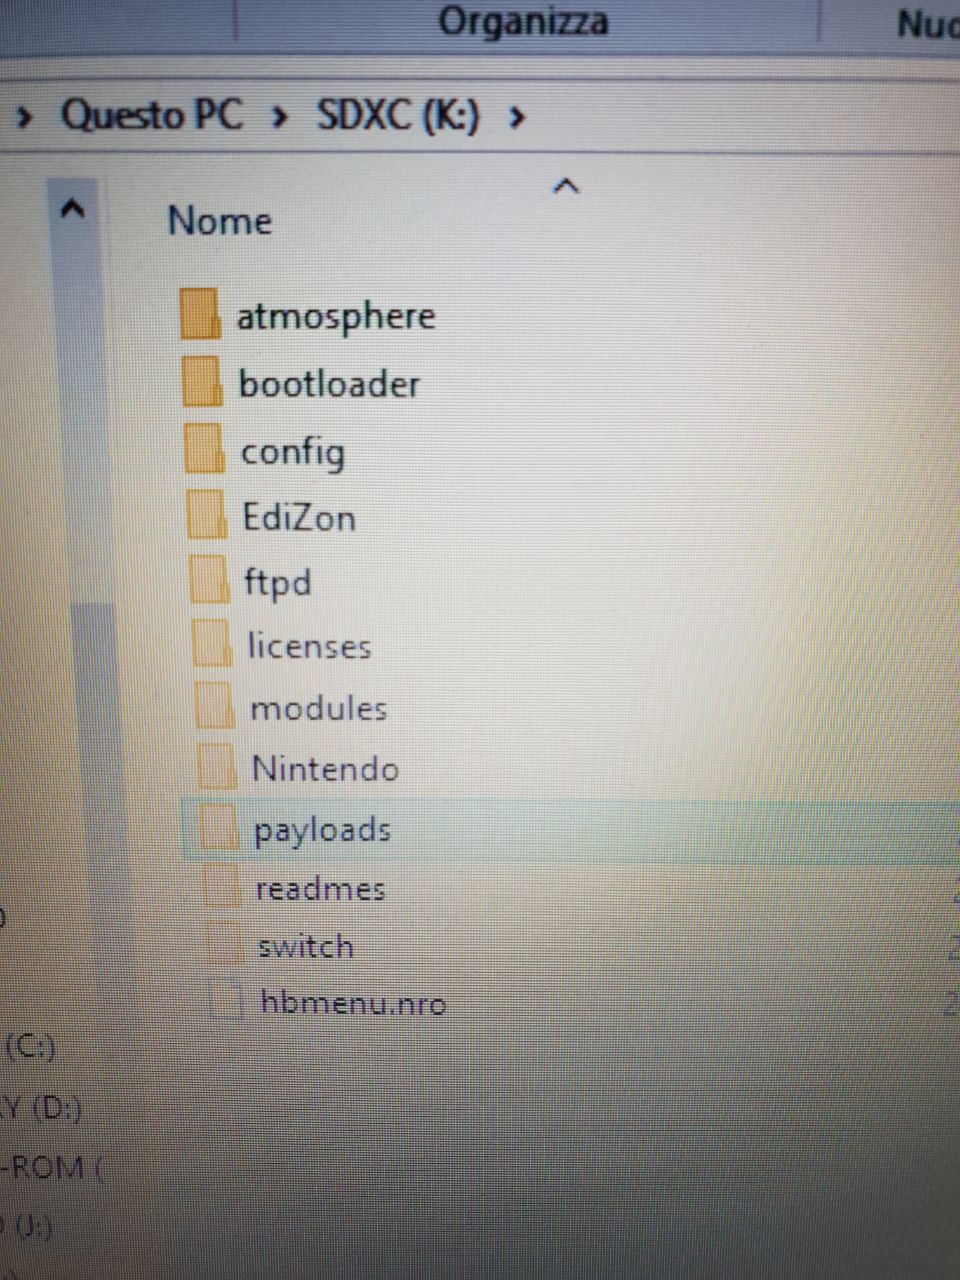 Organizza
Questo PC > SDXC (K:) >
Nome
atmosphere
bootloader
config
EdiZon
ftpd
licenses
modules
Nintendo
payloads
readmes
switch
hbmenu.nro
(C:)
(D:)
-ROM (
(J:)